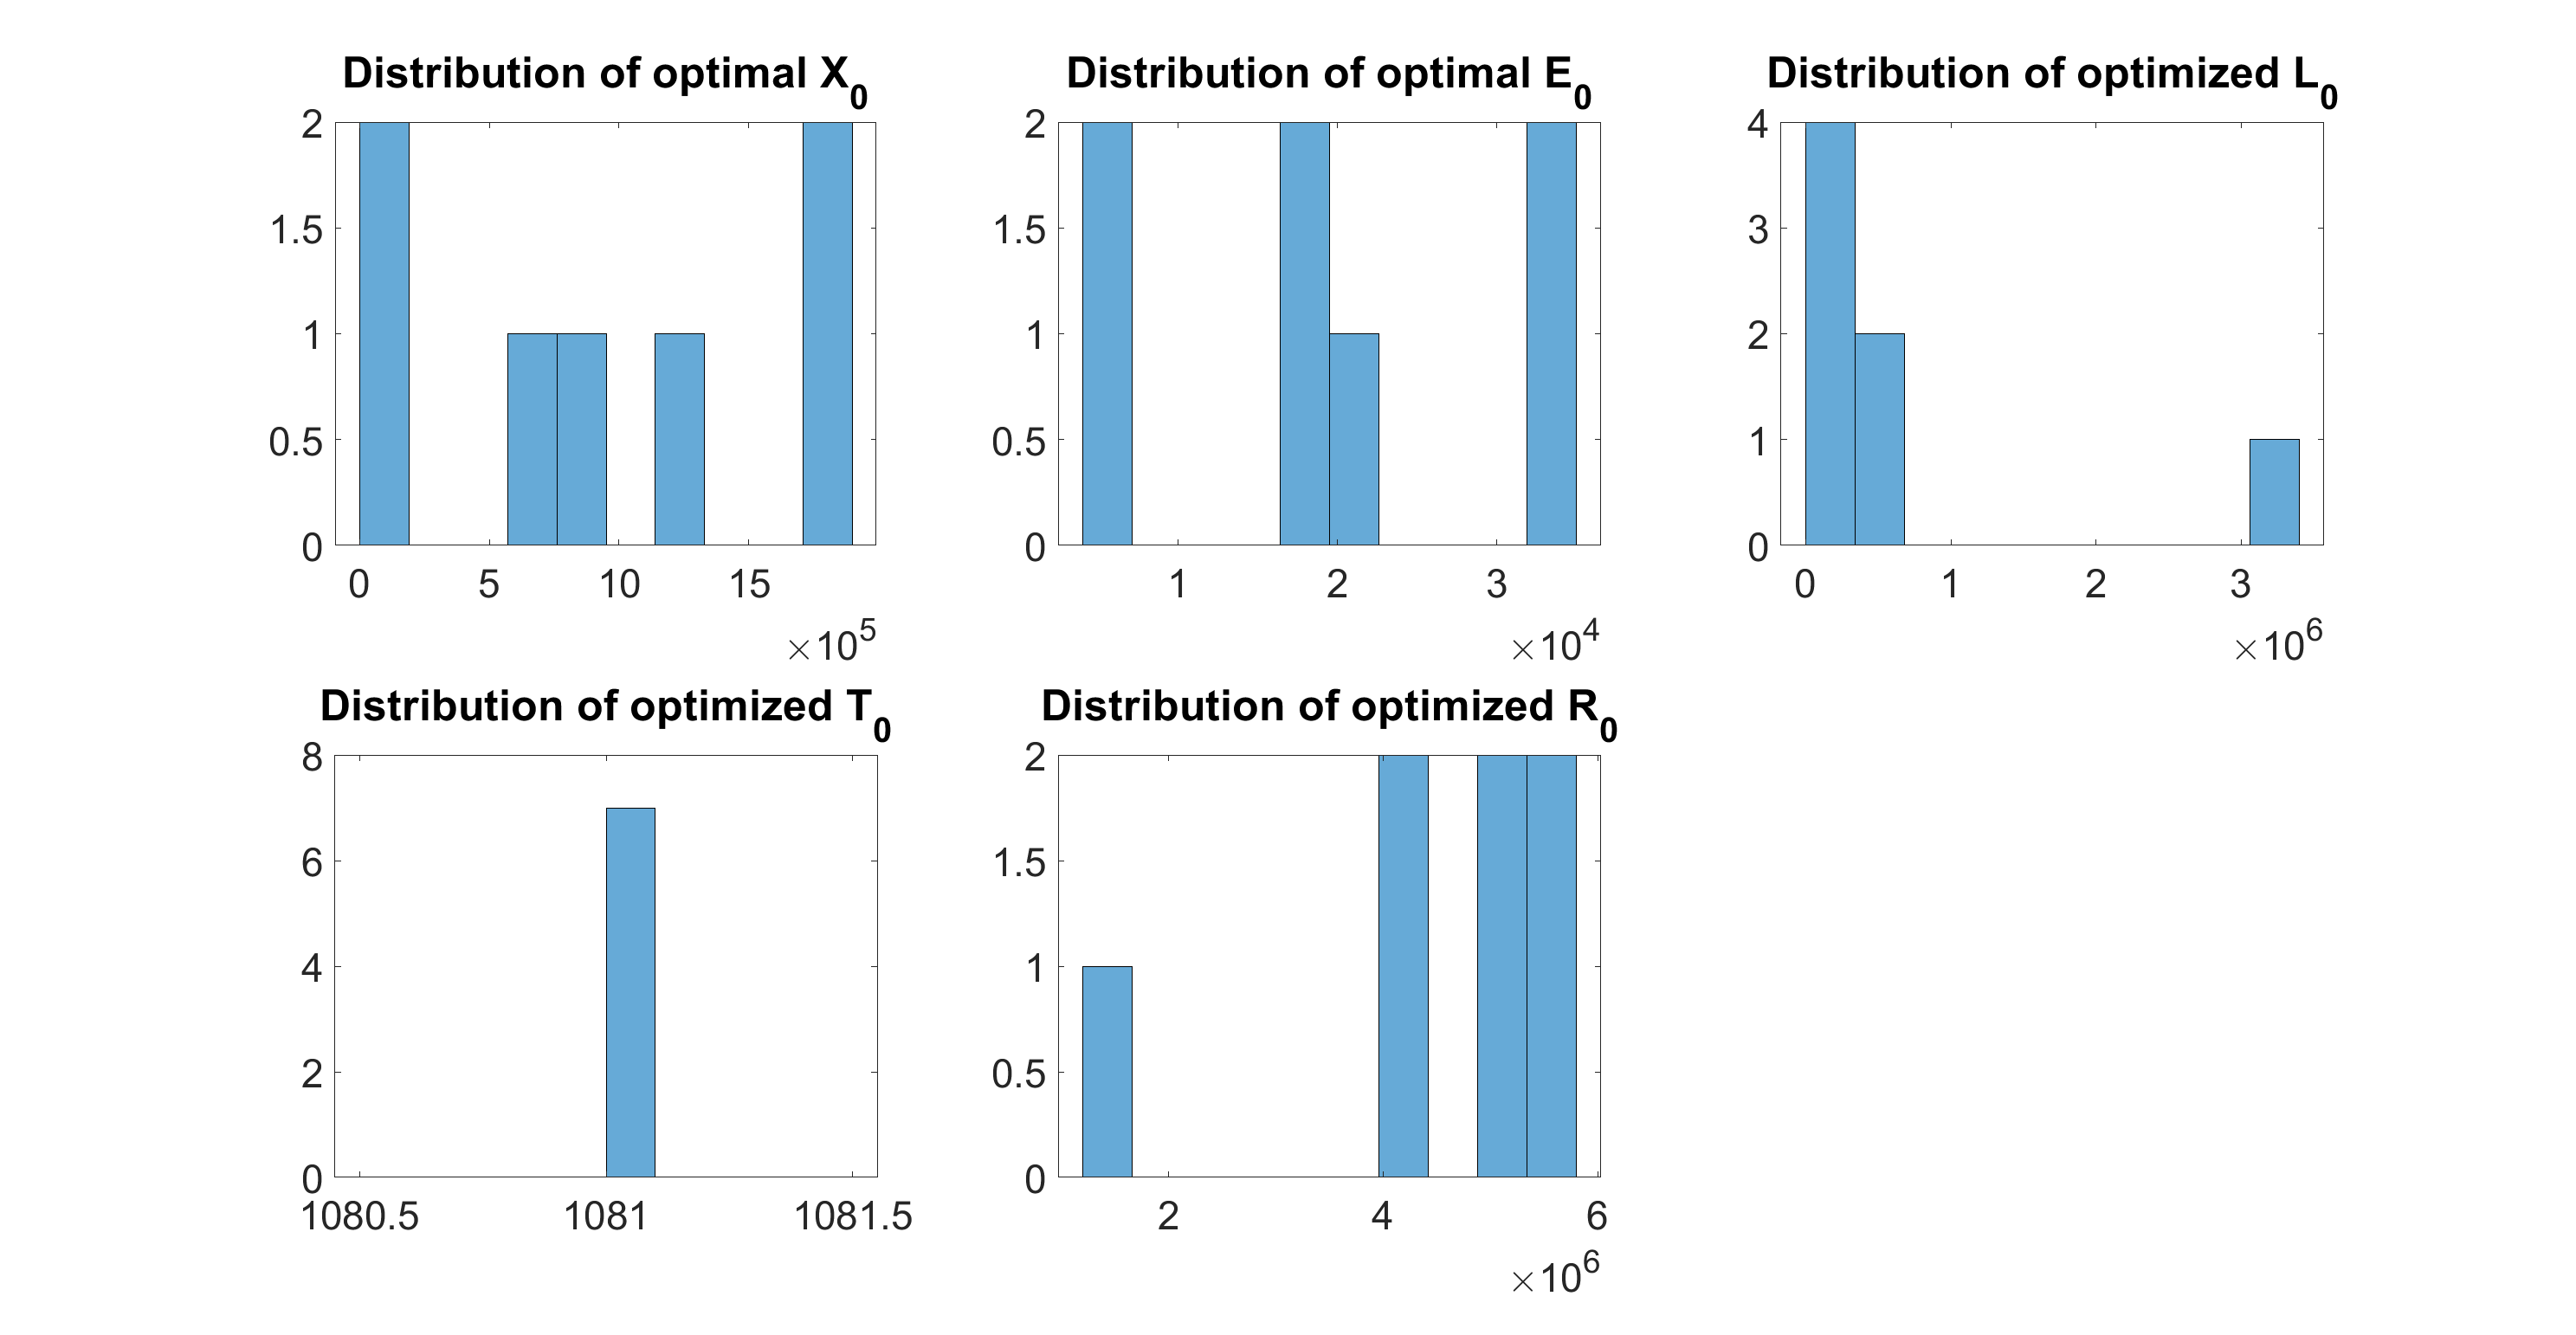 Distribution of optimal X0
2
1.5
1
0.5
0
0 5 10 15
×10^5
Distribution of optimal E0
2
1.5
1
0.5
0
1 2 3
×10^4
Distribution of optimized L0
4
3
2
1
0
0 1 2 3
×10^6
Distribution of optimized T0
8
6
4
2
0
1080.5 1081 1081.5
Distribution of optimized R0
2
1.5
1
0.5
0
2 4 6
×10^6